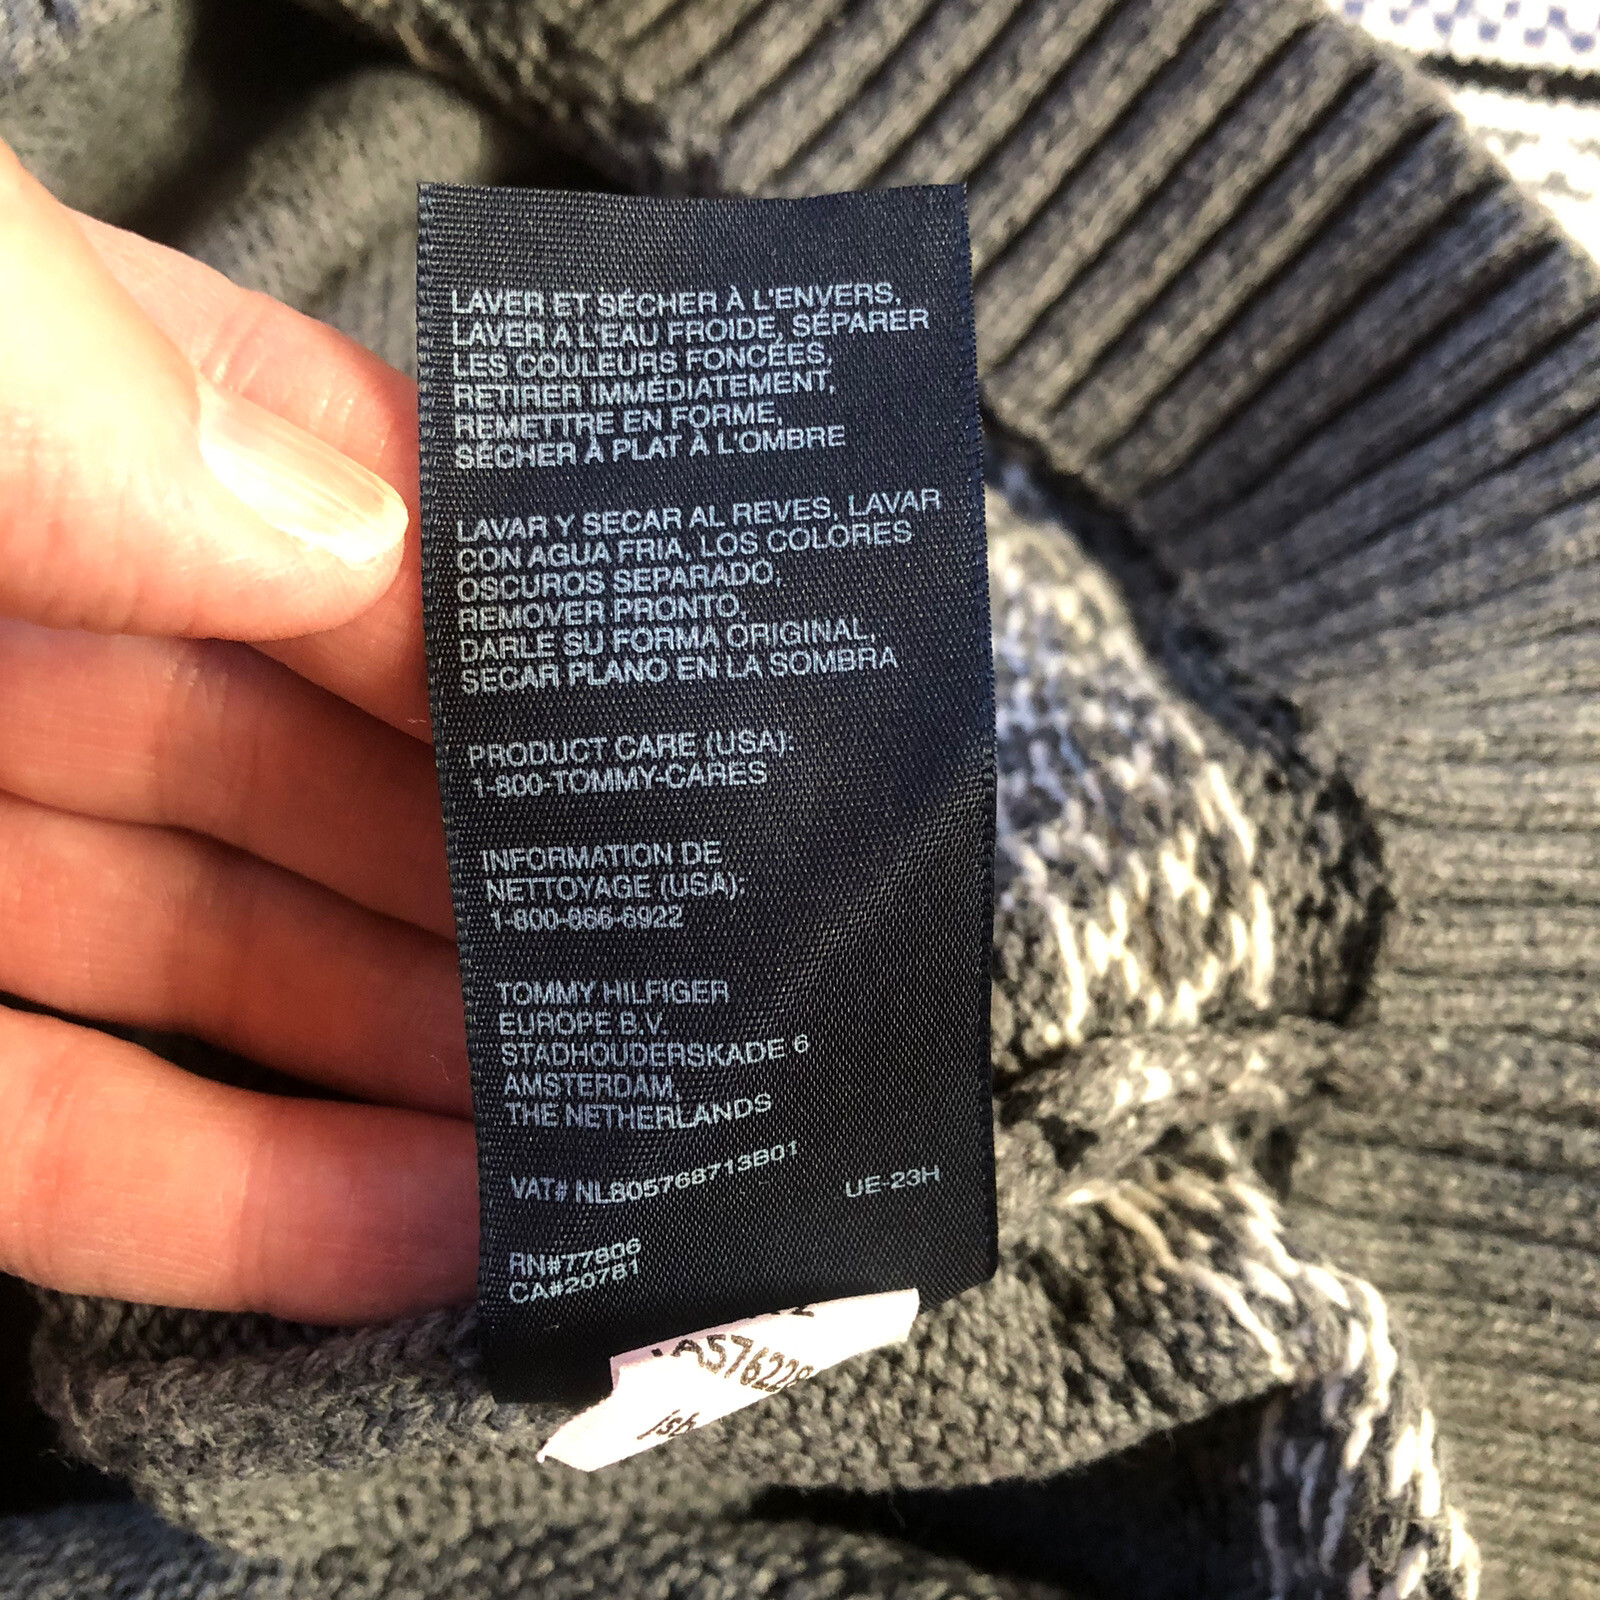 LAVER ET SÉCHER À L'ENVERS,
LAVER A L'EAU FROIDE, SÉPARER
LES COULEURS FONCÉES,
RETIRER IMMÉDIATEMENT,
REMETTRE EN FORME,
SÉCHER À PLAT À L'OMBRE
LAVAR Y SECAR AL REVES, LAVAR
CON AGUA FRIA, LOS COLORES
OSCUROS SEPARADO,
REMOVER PRONTO,
DARLE SU FORMA ORIGINAL,
SECAR PLANO EN LA SOMBRA
PRODUCT CARE (USA):
1-800-TOMMY-CARES
INFORMATION DE
NETTOYAGE (USA):
1-800-866-6922
TOMMY HILFIGER
EUROPE B.V.
STADHOUDERSKADE 6
AMSTERDAM,
THE NETHERLANDS
VAT# NL805768713B01
UE-23H
RN#77806
CA#20781